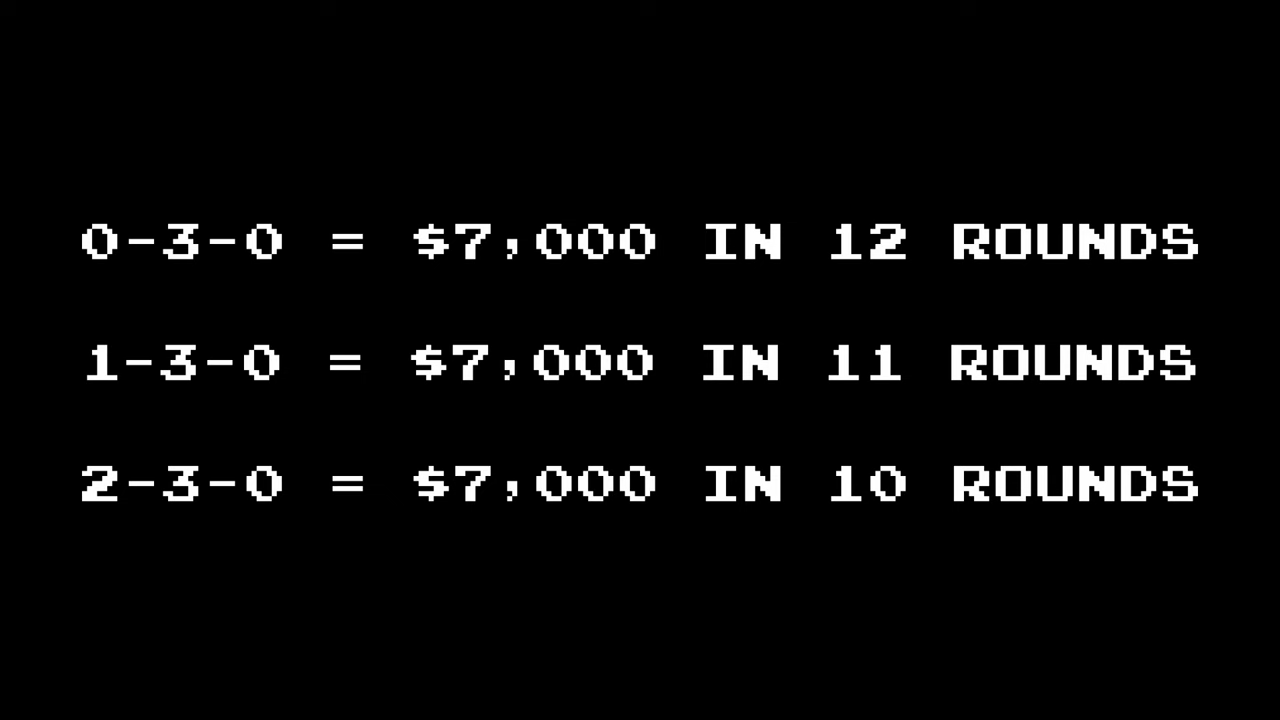 0-3-0 = $7,000 IN 12 ROUNDS
1-3-0 = $7,000 IN 11 ROUNDS
2-3-0 = $7,000 IN 10 ROUNDS